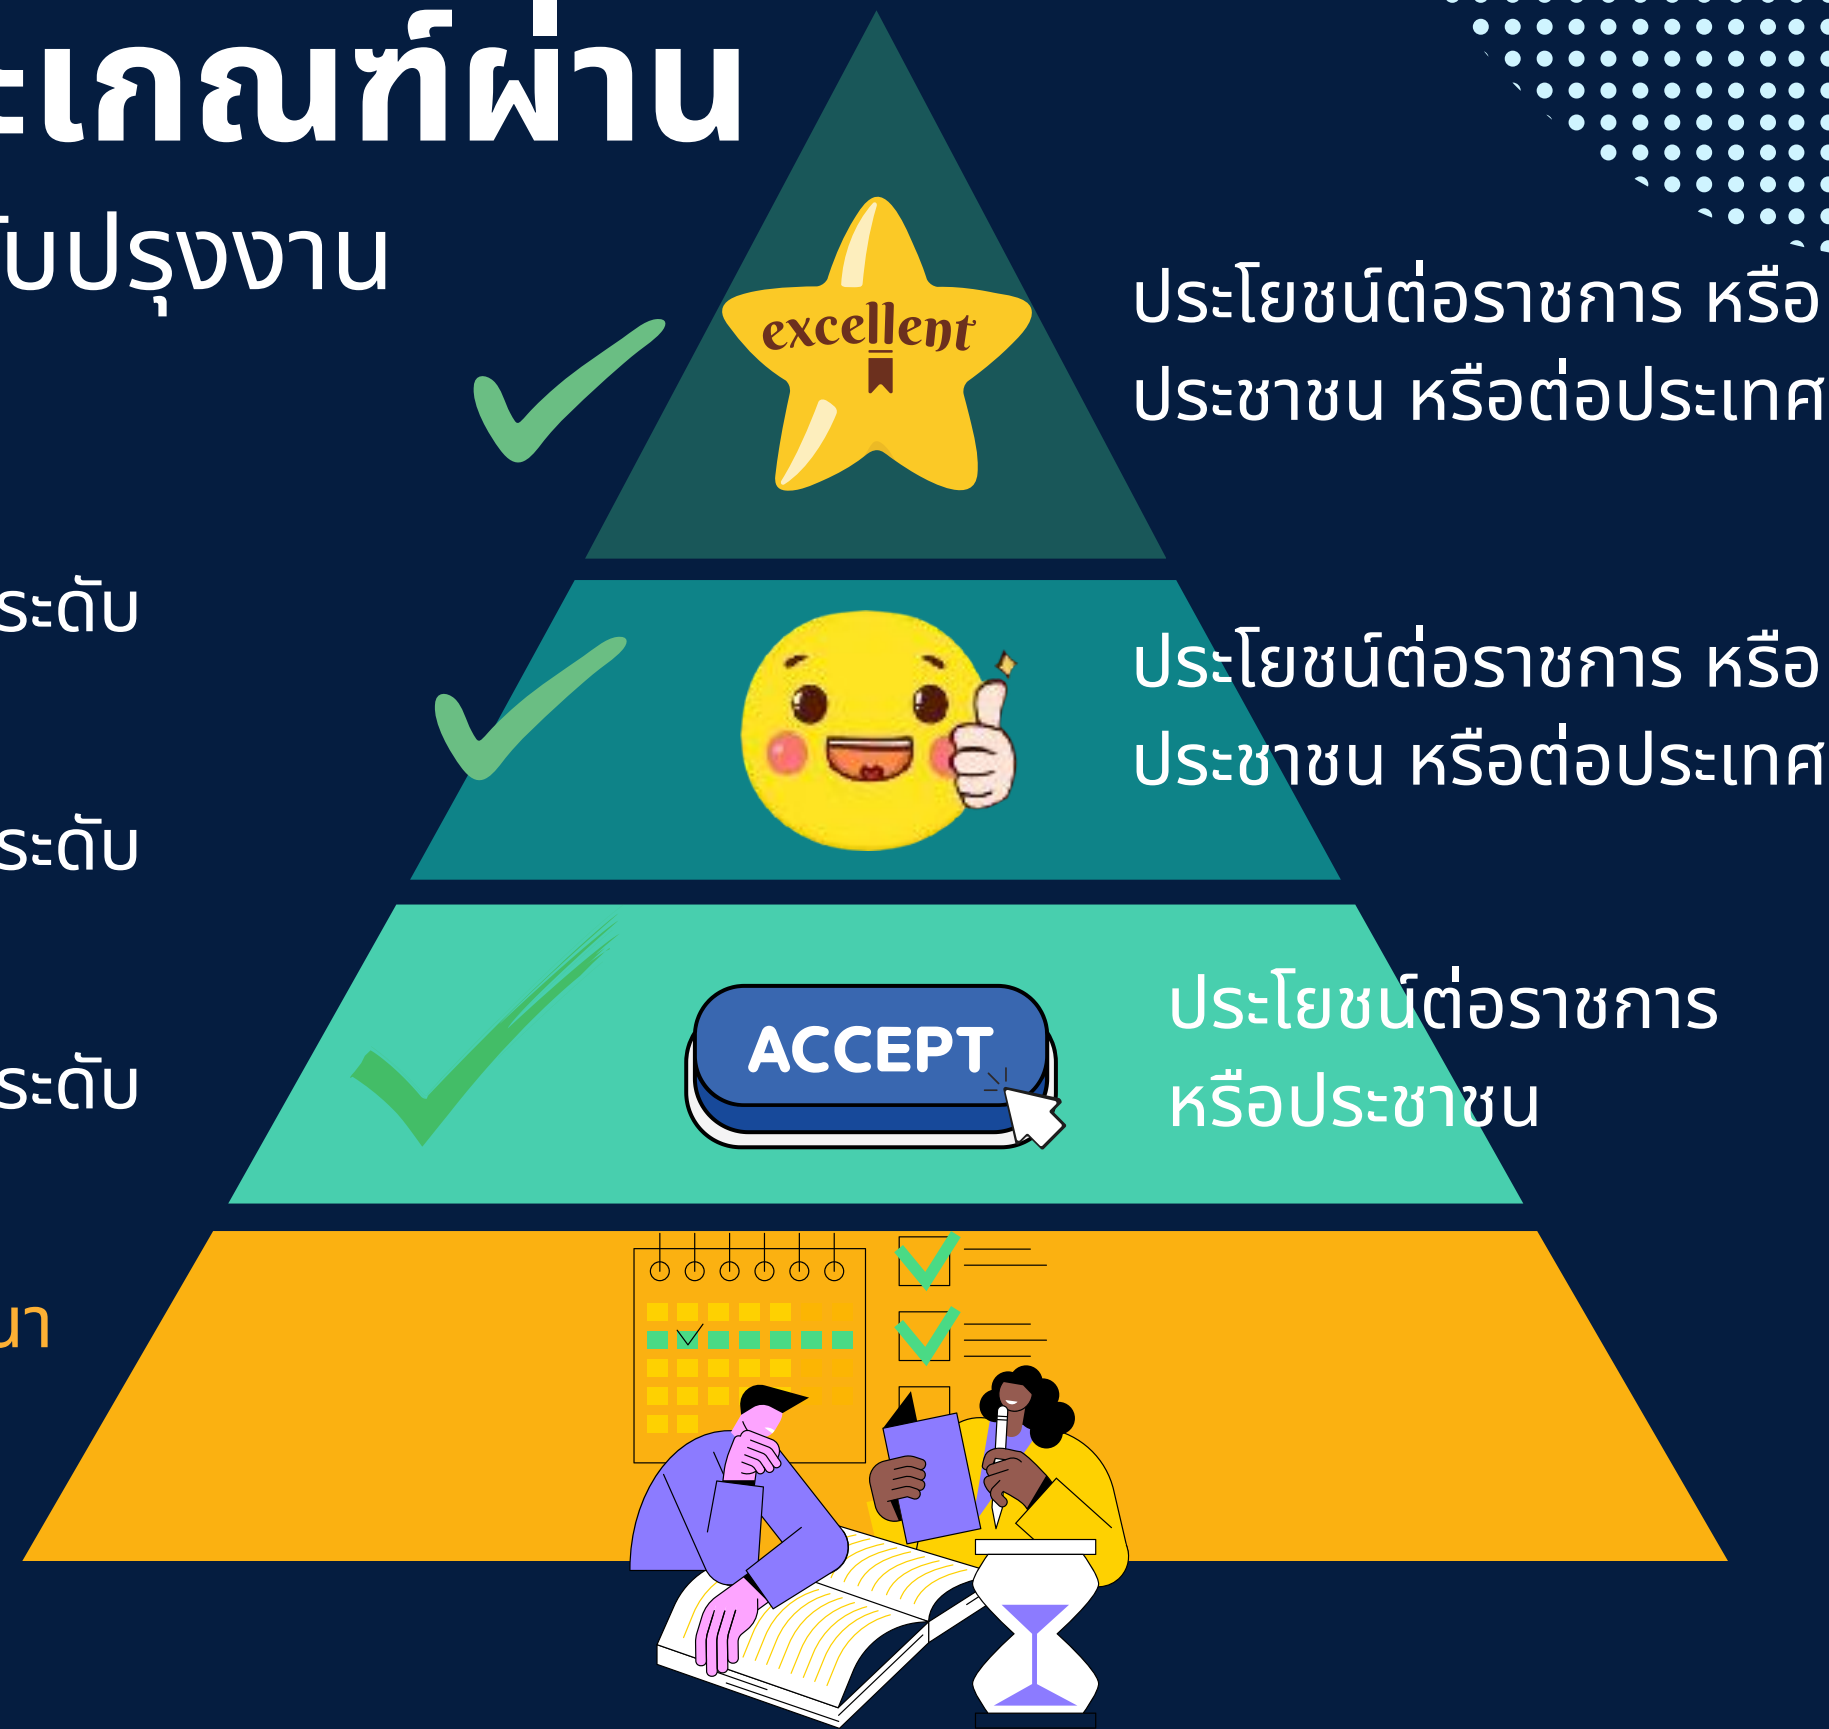 ะเกณฑ์ผ่าน
ับปรุงงาน
excellent
ประโยชน์ต่อราชการ หรือ
ประชาชน หรือต่อประเทศ
ระดับ
ประโยชน์ต่อราชการ หรือ
ประชาชน หรือต่อประเทศ
ระดับ
ACCEPT
ประโยชน์ต่อราชการ
หรือประชาชน
ระดับ
นา